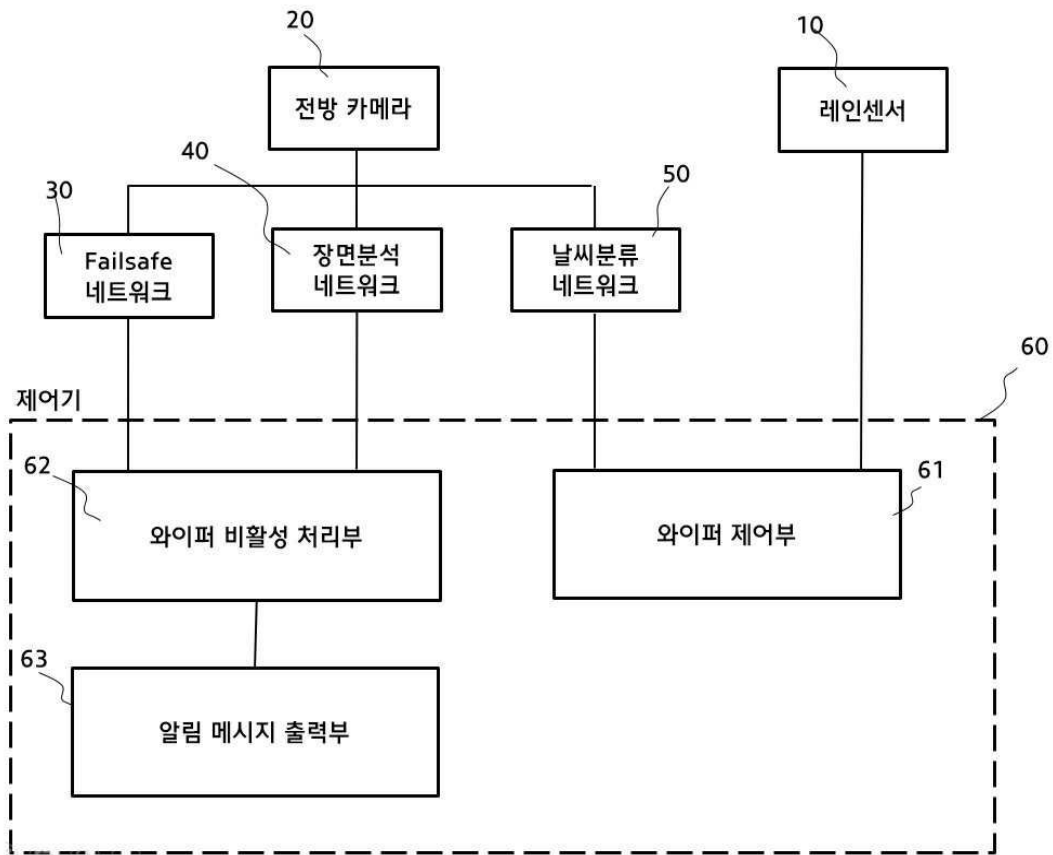 20
10
전방 카메라
레인센서
40
50
30
Failsafe
네트워크
장면분석
네트워크
날씨분류
네트워크
60
제어기
62
61
와이퍼 비활성 처리부
와이퍼 제어부
63
알림 메시지 출력부